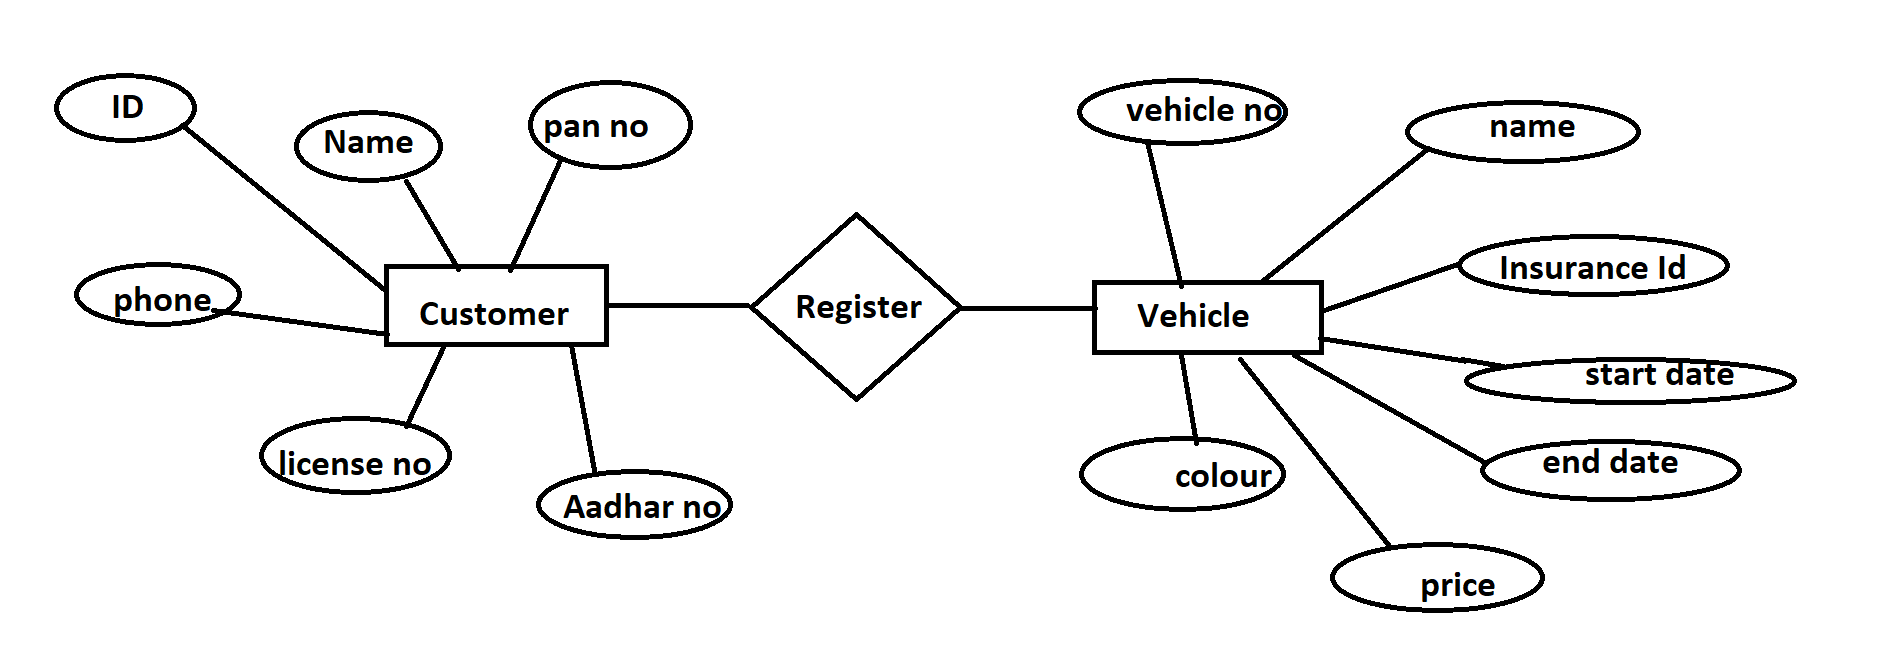 ID
Name
pan no
vehicle no
name
phone
Customer
Register
Vehicle
Insurance Id
start date
license no
Aadhar no
colour
end date
price